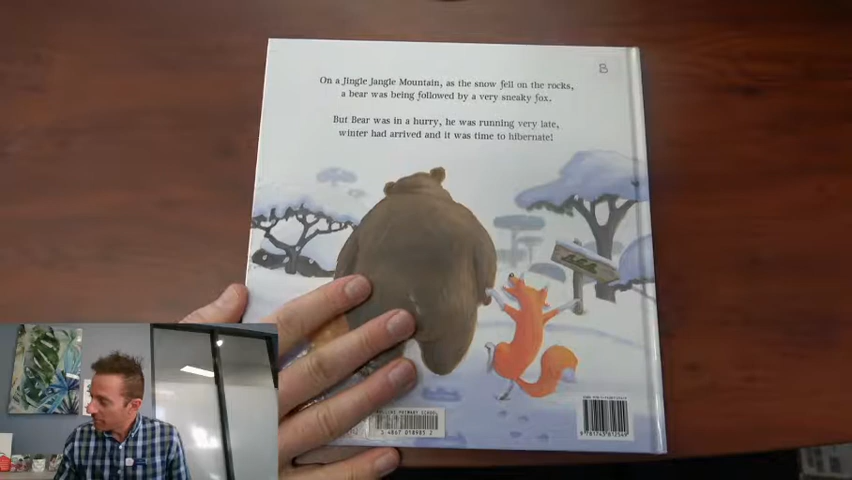 B
On a Jingle Jangle Mountain, as the snow fell on the rocks,
a bear was being followed by a very sneaky fox.
But Bear was in a hurry, he was running very late,
winter had arrived and it was time to hibernate!
PRIMARY SCHOOL